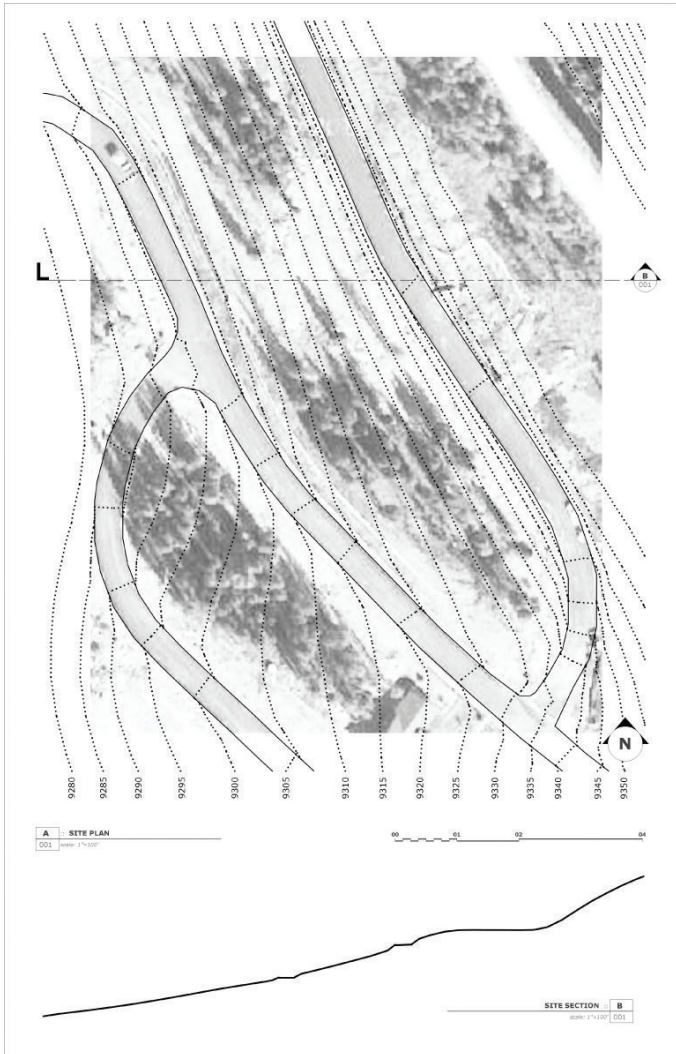 L
B
001
N
9280
9285
9290
9295
9300
9305
9310
9315
9320
9325
9330
9335
9340
9345
9350
A :: SITE PLAN
001 scale: 1"=100'
00 01 02 04
SITE SECTION :: B
scale: 1"=100' 001